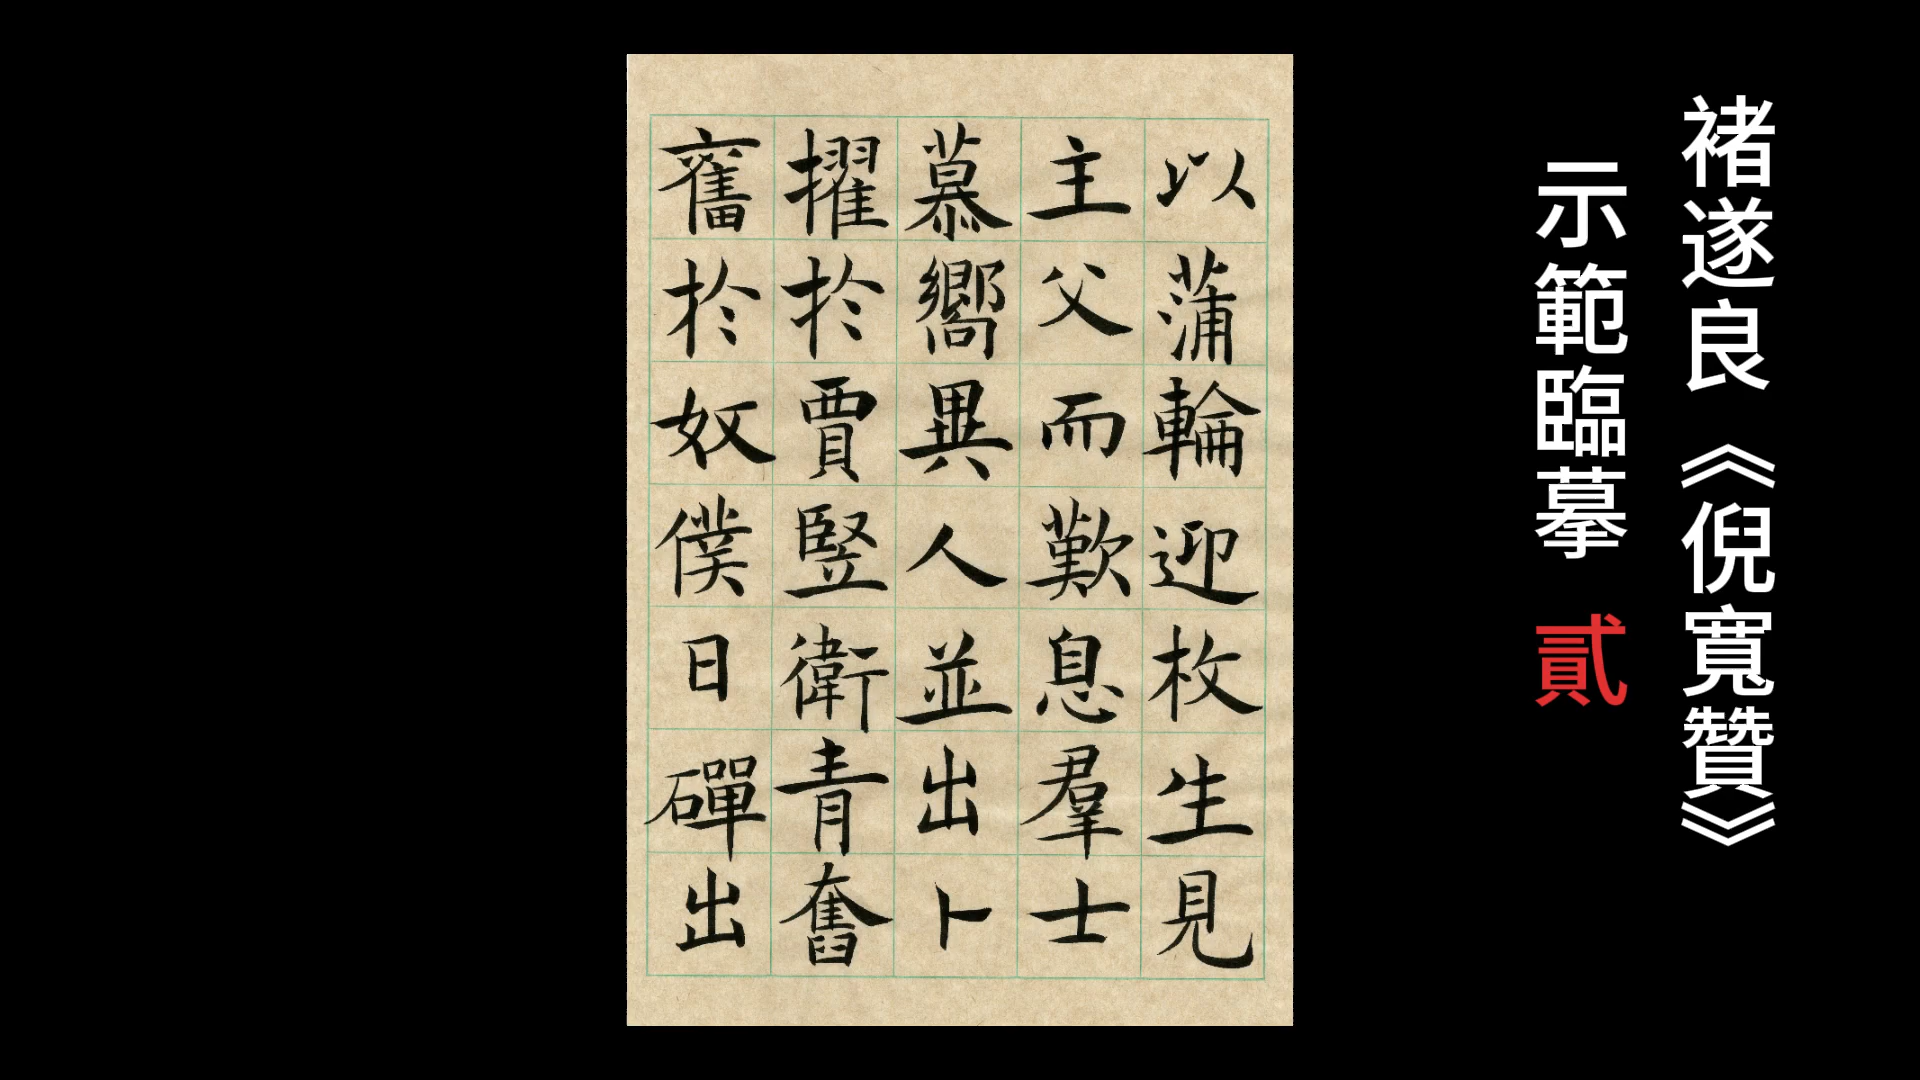 褚遂良《倪寬贊》
示範臨摹 貳
以蒲輪迎枚生見
主父而歎息羣士
慕嚮異人並出卜
擢於賈豎衛青奮
奮於奴僕日磾出